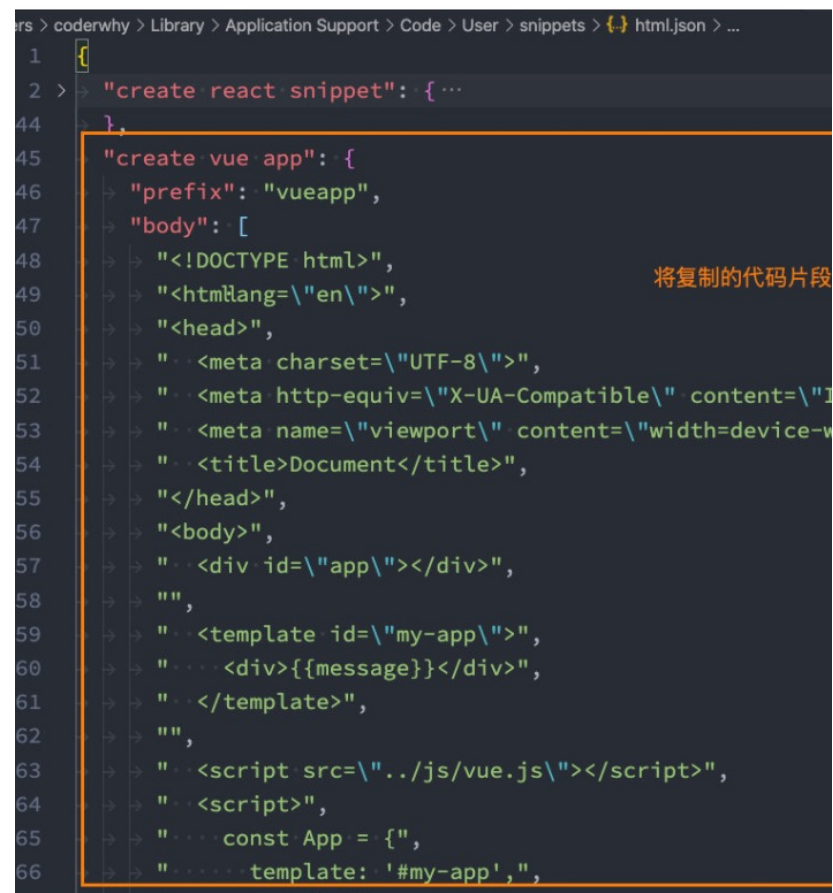 ers > coderwhy > Library > Application Support > Code > User > snippets > {..} html.json > ...
1 {
2 > "create react snippet": { ...
44 },
45 "create vue app": {
46 "prefix": "vueapp",
47 "body": [
48 "<!DOCTYPE html>",
将复制的代码片段
49 "<html lang=\"en\">",
50 "<head>",
51 "  <meta charset=\"UTF-8\">",
52 "  <meta http-equiv=\"X-UA-Compatible\" content=\"I
53 "  <meta name=\"viewport\" content=\"width=device-w
54 "  <title>Document</title>",
55 "</head>",
56 "<body>",
57 "  <div id=\"app\"></div>",
58 "",
59 "  <template id=\"my-app\">",
60 "    <div>{{message}}</div>",
61 "  </template>",
62 "",
63 "  <script src=\"../js/vue.js\"></script>",
64 "  <script>",
65 "    const App = {",
66 "      template: '#my-app',",